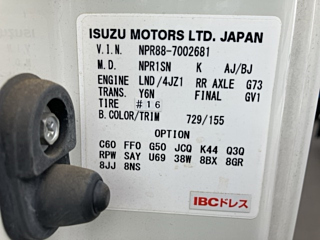 ISUZU MOTORS LTD. JAPAN
V.I.N. NPR88-7002681
M.D. NPR1SN K AJ/BJ
ENGINE LND/4JZ1 RR AXLE G73
TRANS. Y6N FINAL GV1
TIRE #16
B.COLOR/TRIM 729/155
OPTION
C60 FF0 G50 JCQ K44 Q3Q
RPW SAY U69 38W 8BX 8GR
8JJ 8NS
IBCドレス